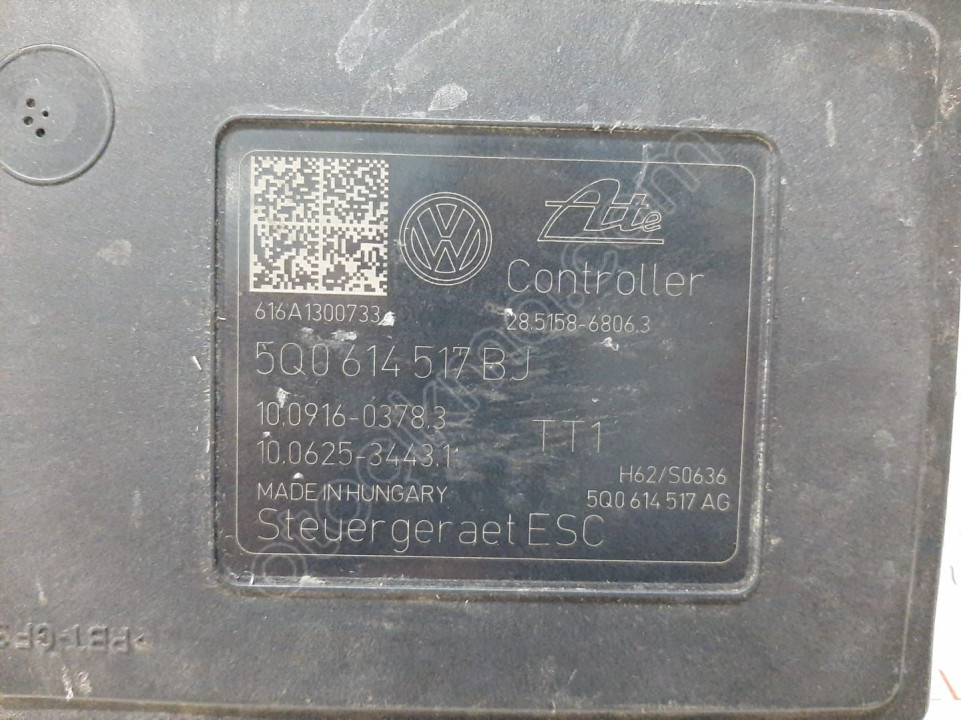 Ate
Controller
616A1300733
28.5158-6806.3
5Q0 614 517 BJ
10.0916-0378.3
TT1
10.0625-3443.1
H62/S0636
MADE IN HUNGARY
5Q0 614 517 AG
Steuergeraet ESC